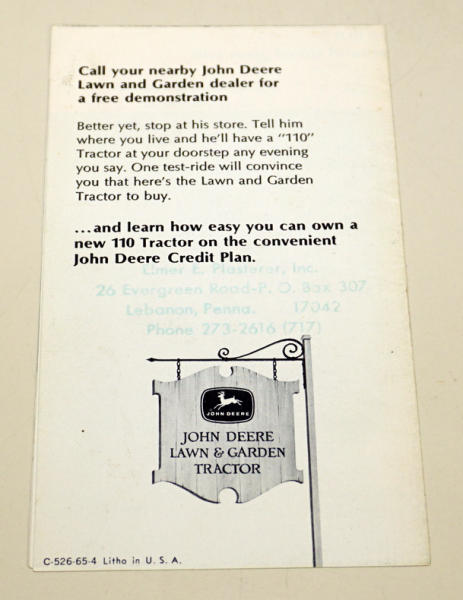 Call your nearby John Deere
Lawn and Garden dealer for
a free demonstration
Better yet, stop at his store. Tell him
where you live and he'll have a "110"
Tractor at your doorstep any evening
you say. One test-ride will convince
you that here's the Lawn and Garden
Tractor to buy.
...and learn how easy you can own a
new 110 Tractor on the convenient
John Deere Credit Plan.
Elmer E. Plasterer, Inc.
26 Evergreen Road-P. O. Box 307
Lebanon, Penna. 17042
Phone 273-2616 (717)
JOHN DEERE
JOHN DEERE
LAWN & GARDEN
TRACTOR
C-526-65-4 Litho in U. S. A.